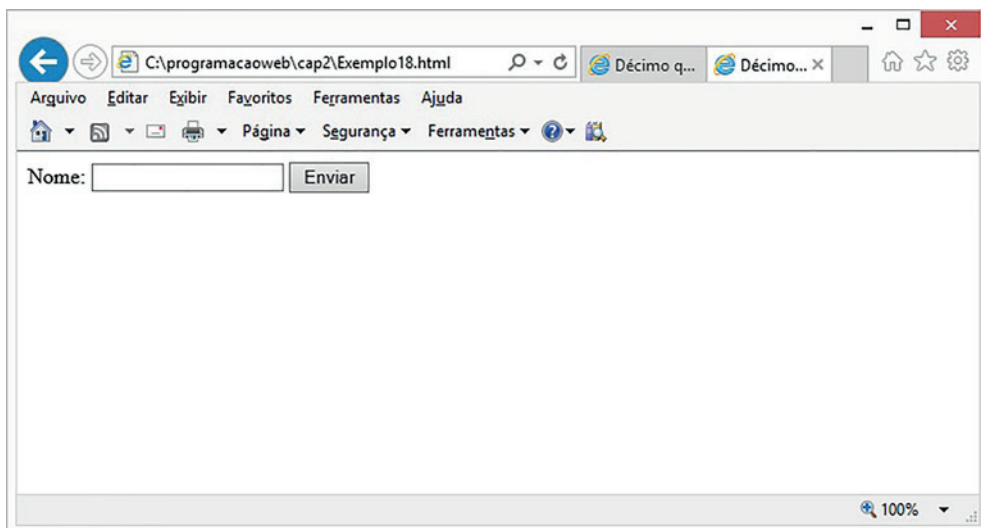 C:\programacaoweb\cap2\Exemplo18.html
Décimo q...
Décimo...
Arquivo Editar Exibir Favoritos Ferramentas Ajuda
Página Segurança Ferramentas
Nome: Enviar
100%